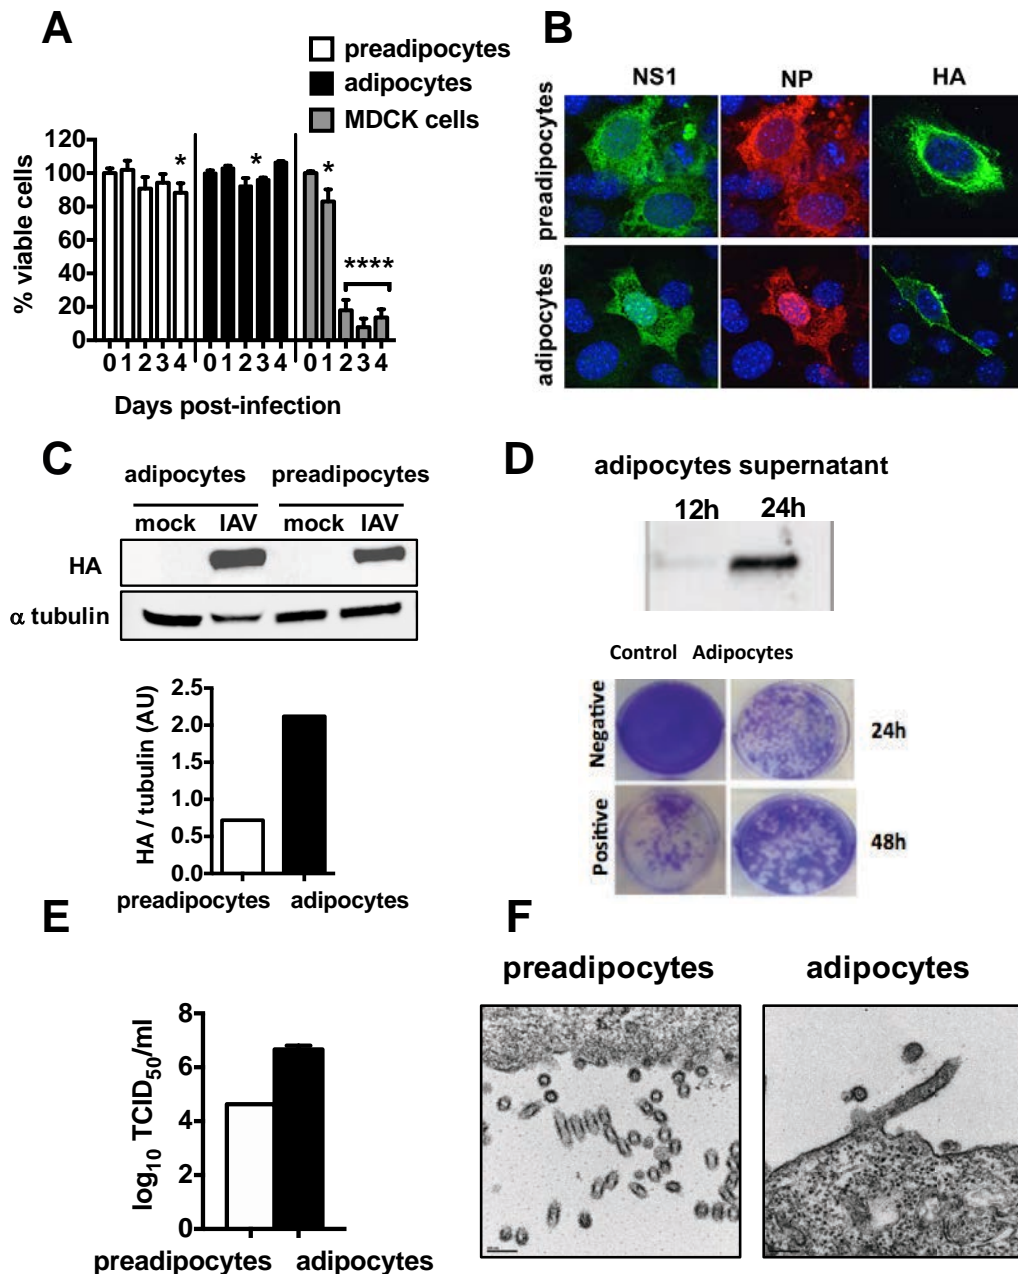 A
preadipocytes
adipocytes
MDCK cells
% viable cells
120
100
80
60
40
20
0
*
*
*
****
0 1 2 3 4 0 1 2 3 4 0 1 2 3 4
Days post-infection
B
NS1 NP HA
preadipocytes
adipocytes
C
adipocytes preadipocytes
mock IAV mock IAV
HA
α tubulin
HA / tubulin (AU)
2.5
2.0
1.5
1.0
0.5
0.0
preadipocytes adipocytes
D
adipocytes supernatant
12h 24h
Control Adipocytes
Negative
24h
Positive
48h
E
log10 TCID50/ml
8
6
4
2
0
preadipocytes adipocytes
F
preadipocytes adipocytes